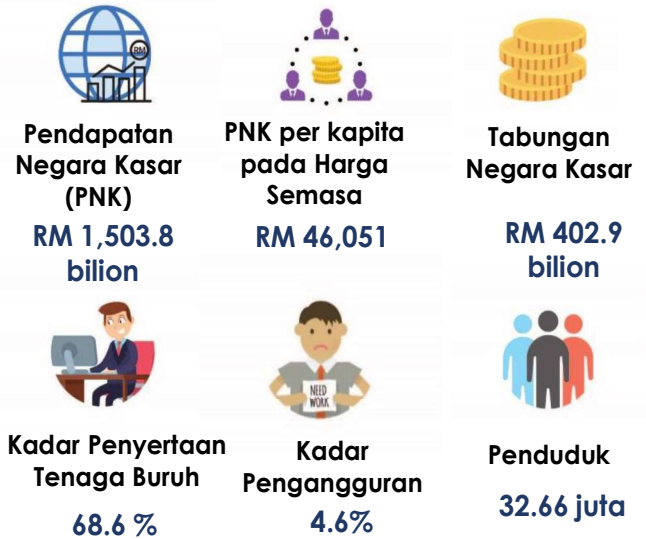 RM
Pendapatan
Negara Kasar
(PNK)
RM 1,503.8
bilion
PNK per kapita
pada Harga
Semasa
RM 46,051
Tabungan
Negara Kasar
RM 402.9
bilion
Kadar Penyertaan
Tenaga Buruh
68.6 %
NEED
WORK
Kadar
Pengangguran
4.6%
Penduduk
32.66 juta